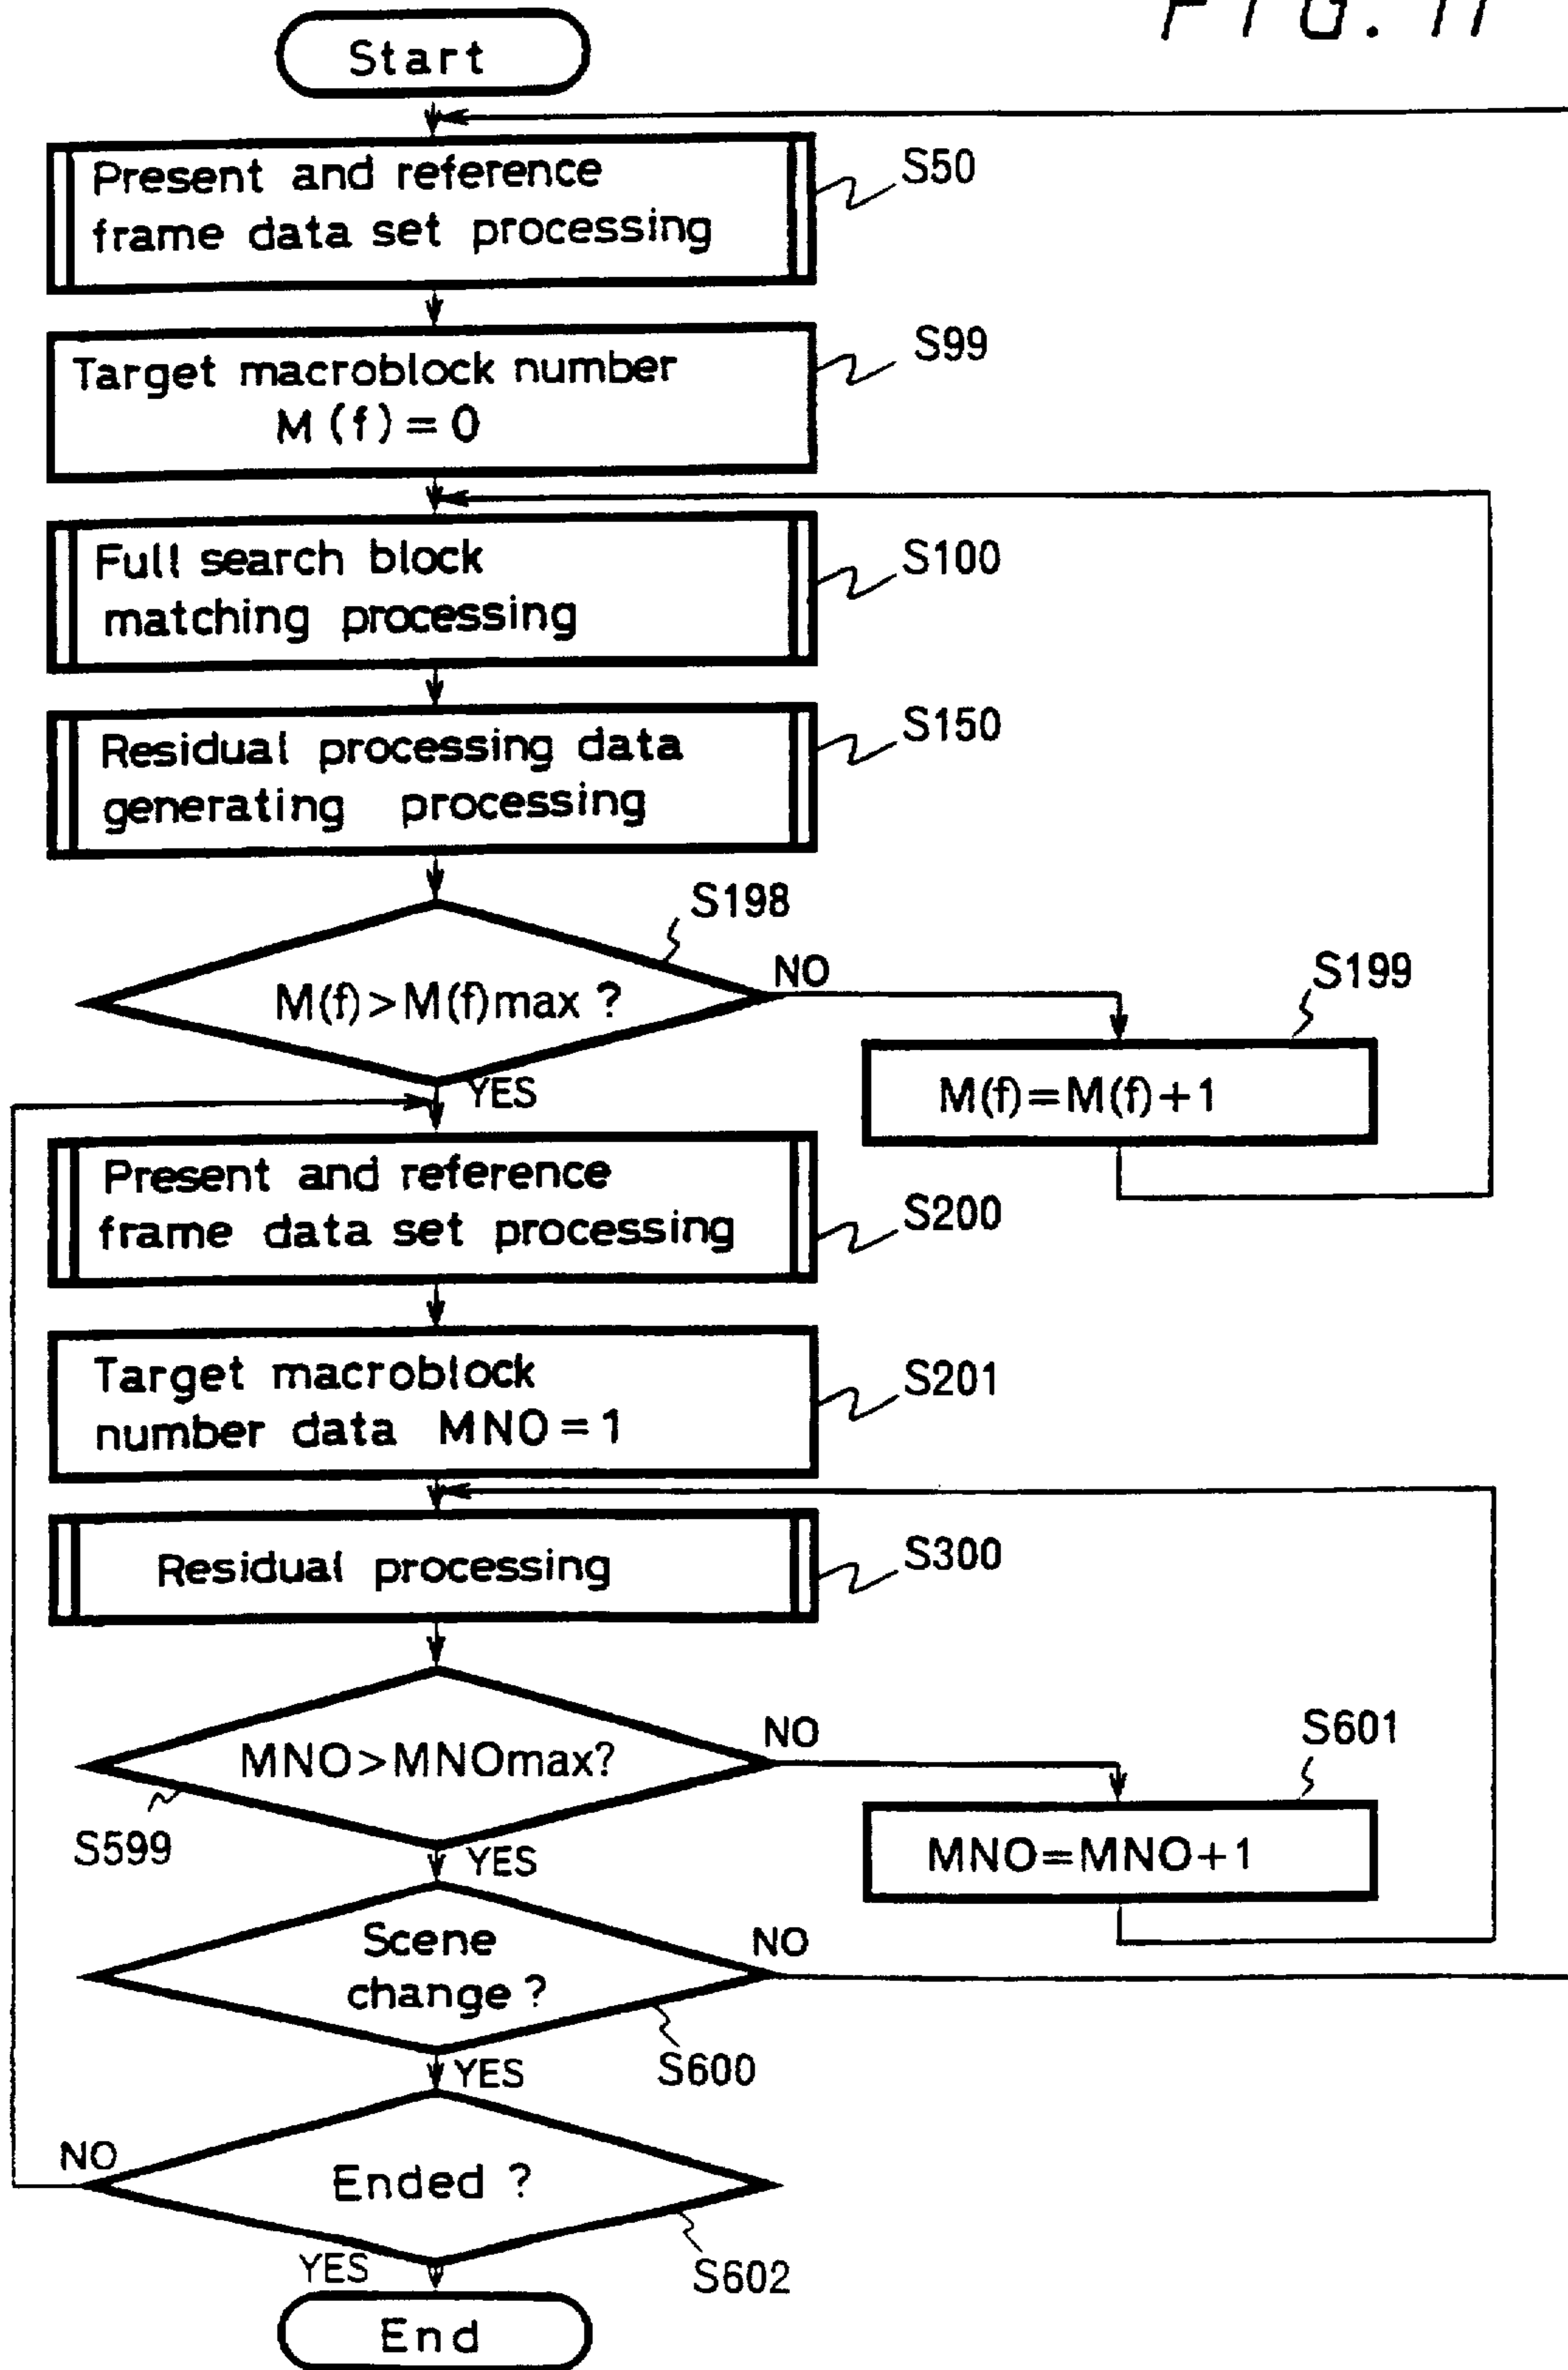 FIG. 11
Start
Present and reference
frame data set processing
S50
Target macroblock number
M(f)=0
S99
Full search block
matching processing
S100
Residual processing data
generating processing
S150
S198
M(f)>M(f)max ?
NO
S199
M(f)=M(f)+1
YES
Present and reference
frame data set processing
S200
Target macroblock
number data MNO=1
S201
Residual processing
S300
MNO>MNOmax?
NO
S601
S599
MNO=MNO+1
YES
Scene
change ?
NO
S600
YES
NO
Ended ?
S602
YES
End